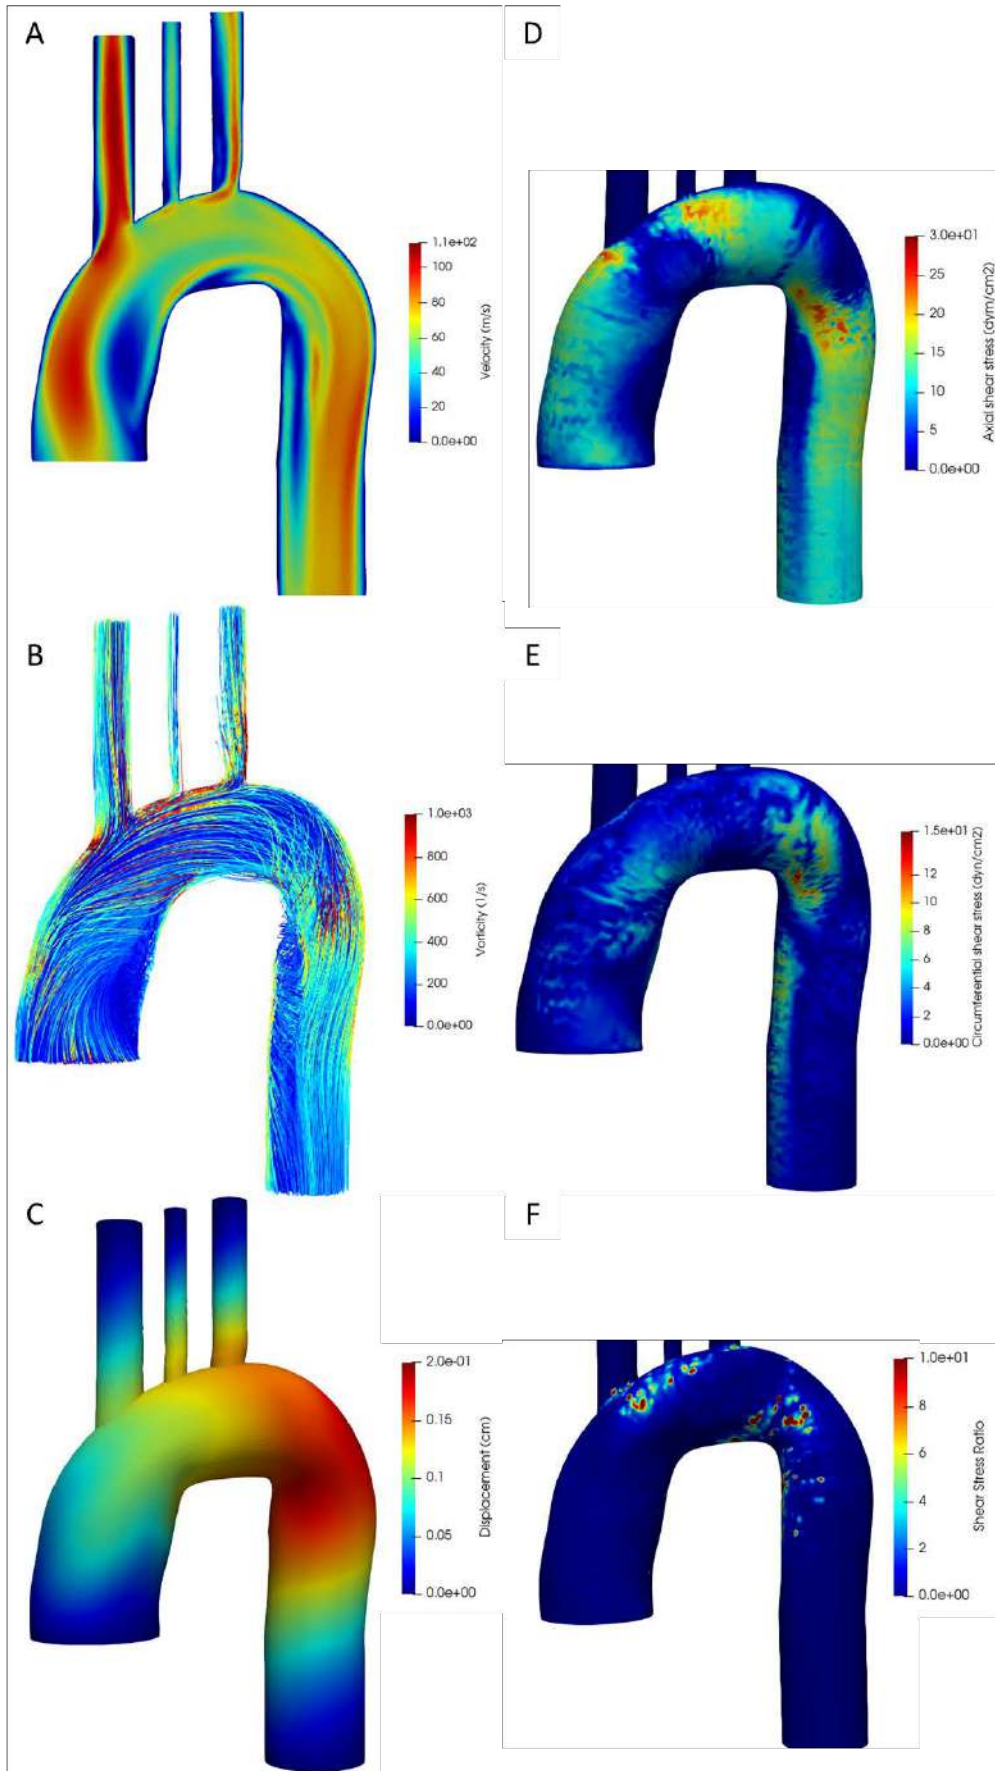 A
1.1e+02
100
80
60
40
20
0.0e+00
Velocity (m/s)
D
3.0e+01
25
20
15
10
5
0.0e+00
Axial shear stress (dym/cm2)
B
1.0e+03
800
600
400
200
0.0e+00
Vorticity (1/s)
E
1.5e+01
12
10
8
6
4
2
0.0e+00
Circumferential shear stress (dyn/cm2)
C
2.0e-01
0.15
0.1
0.05
0.0e+00
Displacement (cm)
F
1.0e+01
8
6
4
2
0.0e+00
Shear Stress Ratio